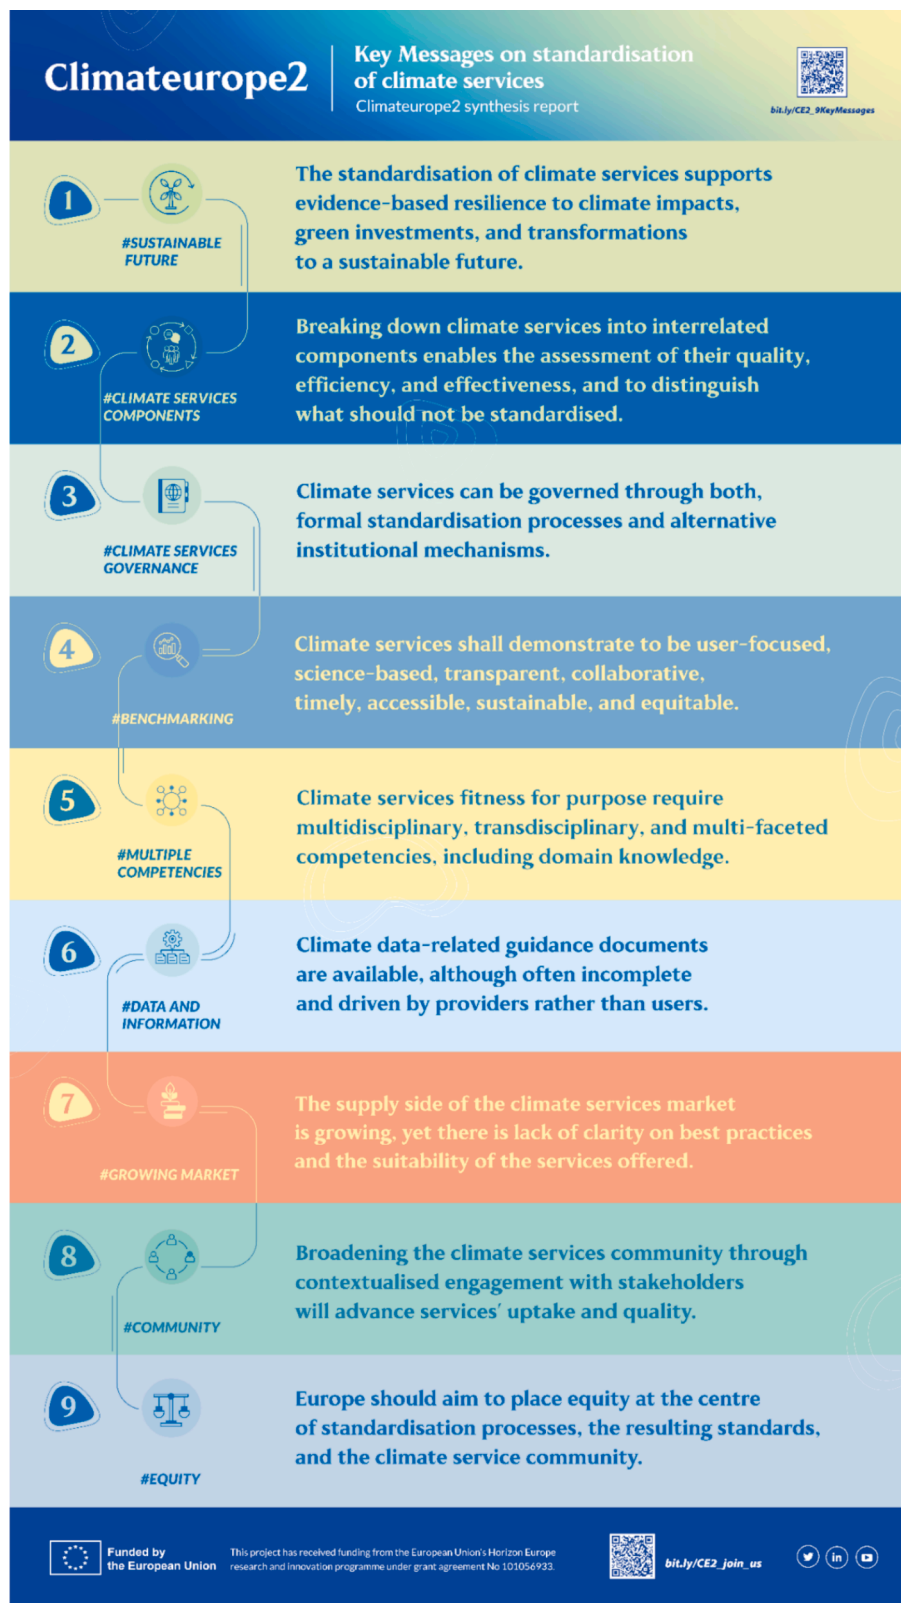 Climateurope2
Key Messages on standardisation
of climate services
Climateurope2 synthesis report
bit.ly/CE2_9KeyMessages
1
#SUSTAINABLE
FUTURE
The standardisation of climate services supports
evidence-based resilience to climate impacts,
green investments, and transformations
to a sustainable future.
2
#CLIMATE SERVICES
COMPONENTS
Breaking down climate services into interrelated
components enables the assessment of their quality,
efficiency, and effectiveness, and to distinguish
what should not be standardised.
3
#CLIMATE SERVICES
GOVERNANCE
Climate services can be governed through both,
formal standardisation processes and alternative
institutional mechanisms.
4
#BENCHMARKING
Climate services shall demonstrate to be user-focused,
science-based, transparent, collaborative,
timely, accessible, sustainable, and equitable.
5
#MULTIPLE
COMPETENCIES
Climate services fitness for purpose require
multidisciplinary, transdisciplinary, and multi-faceted
competencies, including domain knowledge.
6
#DATA AND
INFORMATION
Climate data-related guidance documents
are available, although often incomplete
and driven by providers rather than users.
7
#GROWING MARKET
The supply side of the climate services market
is growing, yet there is lack of clarity on best practices
and the suitability of the services offered.
8
#COMMUNITY
Broadening the climate services community through
contextualised engagement with stakeholders
will advance services' uptake and quality.
9
#EQUITY
Europe should aim to place equity at the centre
of standardisation processes, the resulting standards,
and the climate service community.
Funded by
the European Union
This project has received funding from the European Union's Horizon Europe
research and innovation programme under grant agreement No 101056933.
bit.ly/CE2_join_us
in